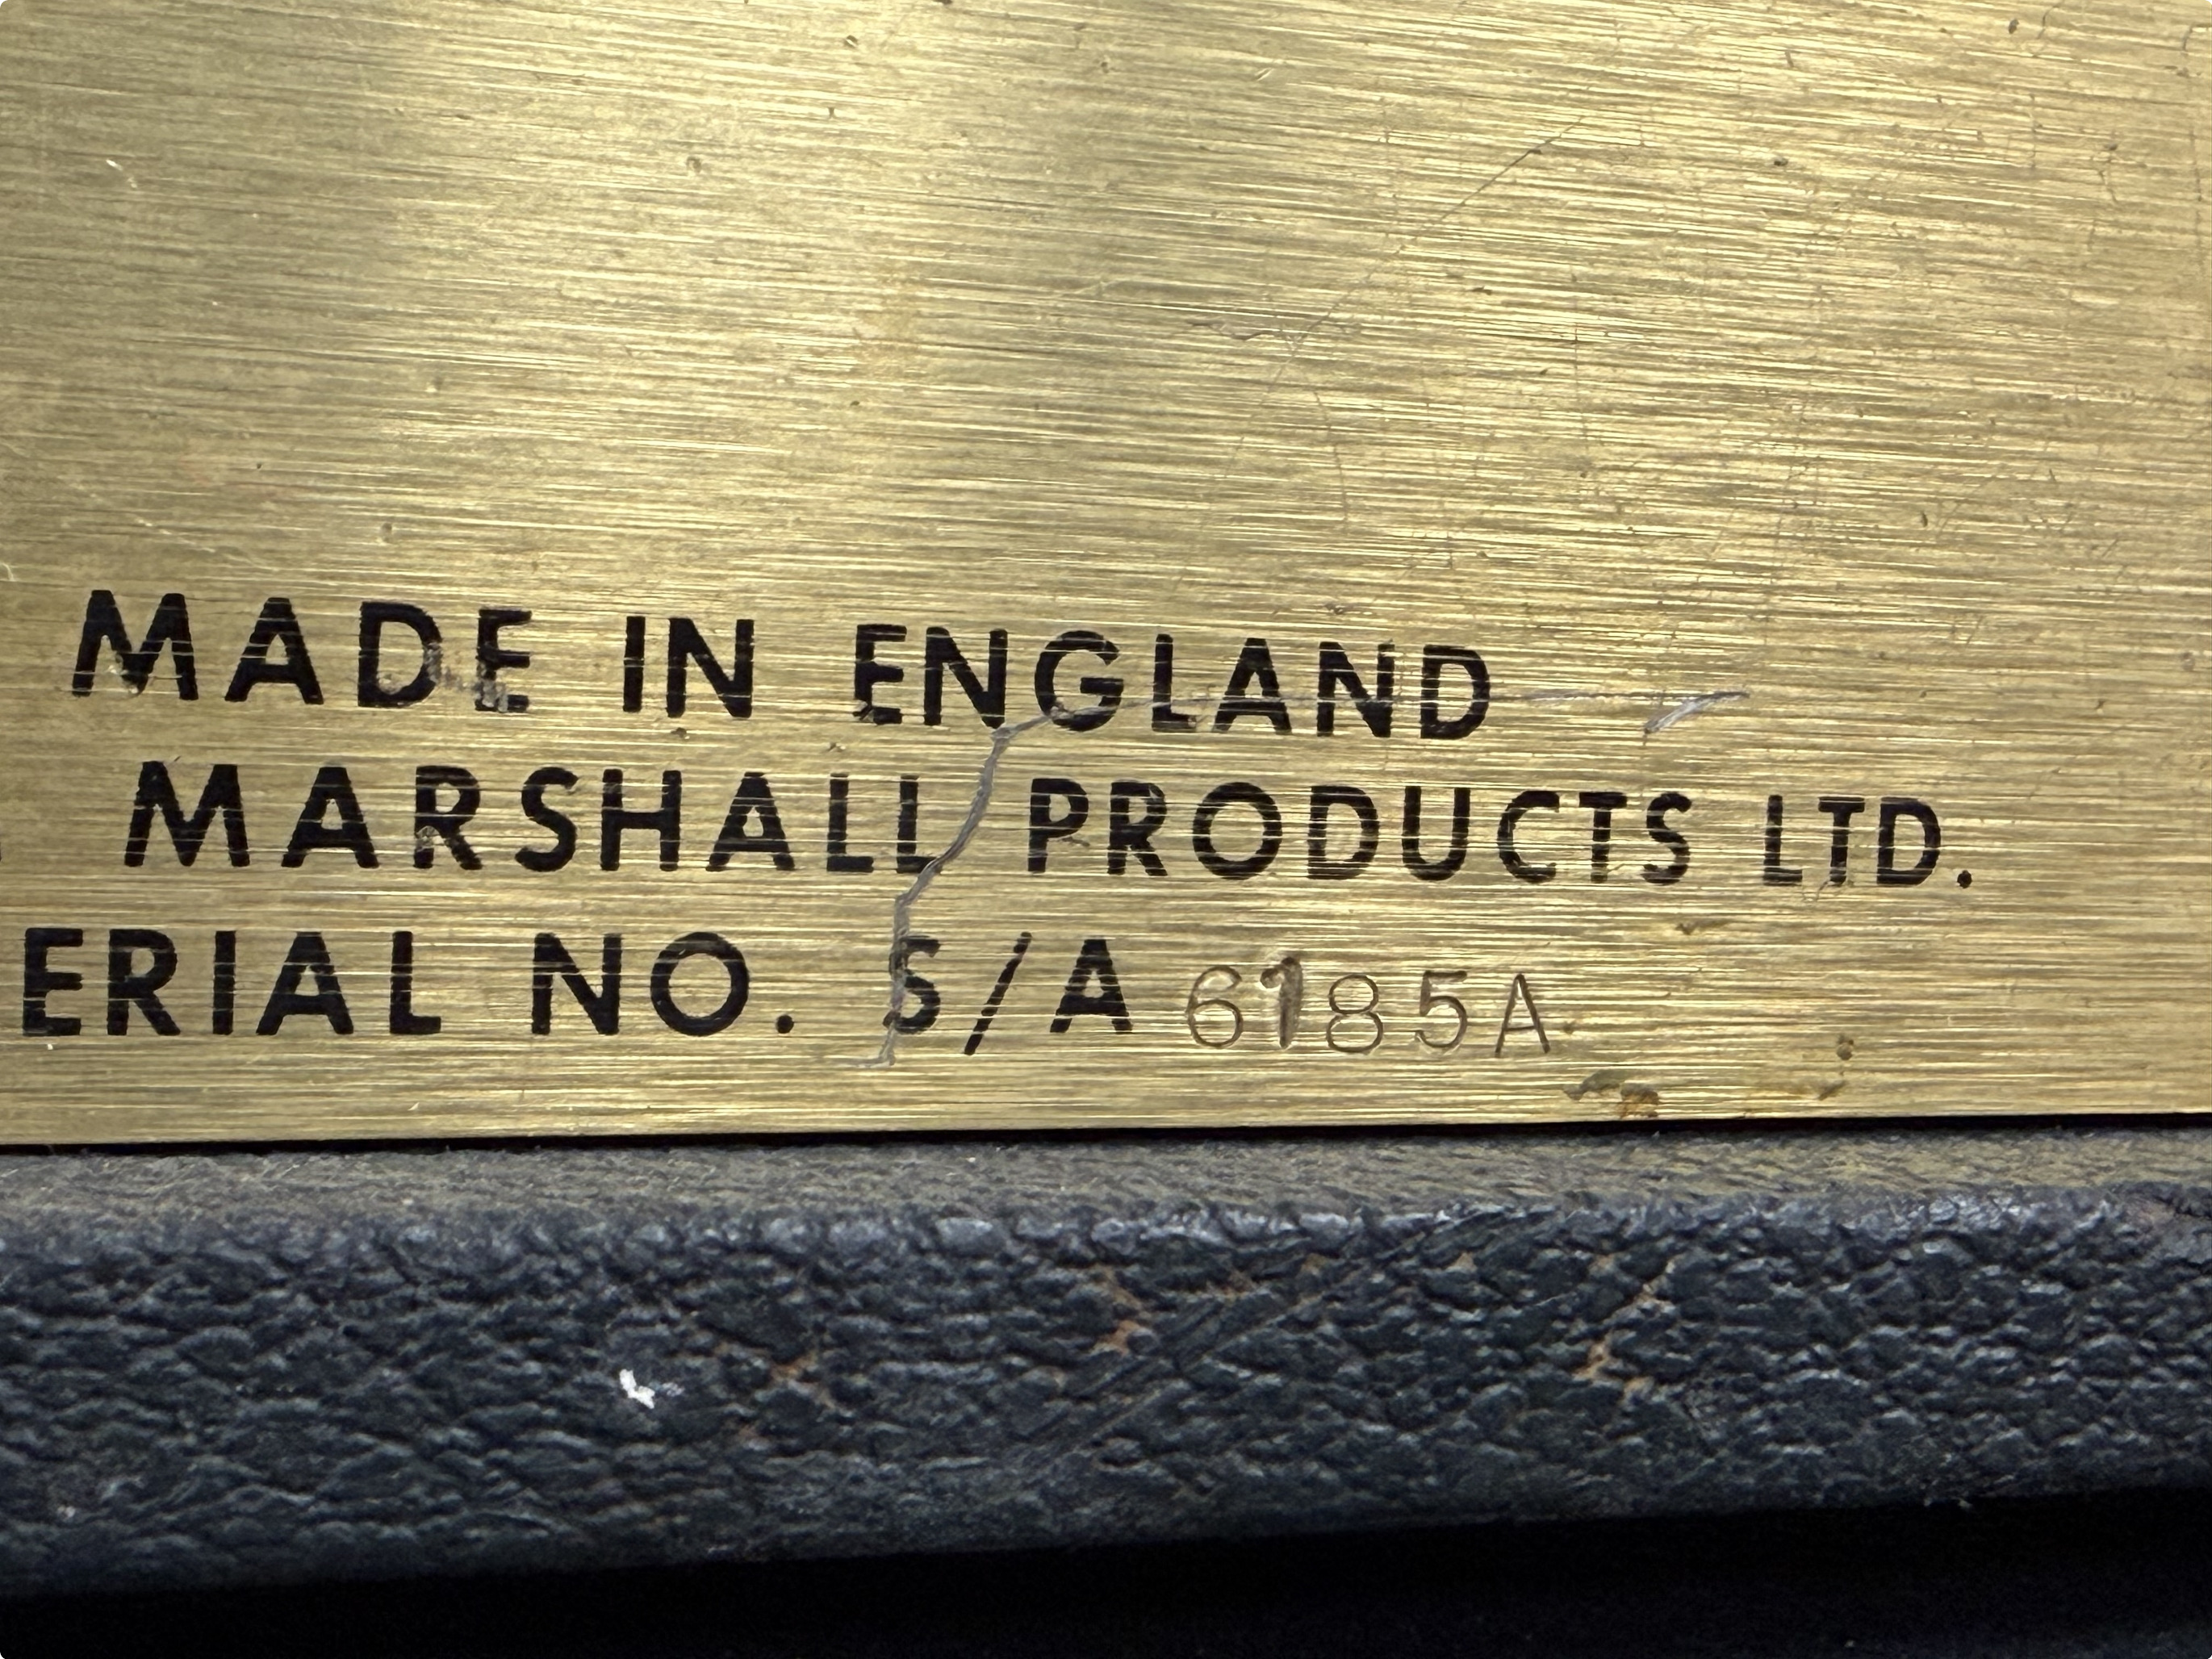 MADE IN ENGLAND
MARSHALL PRODUCTS LTD.
ERIAL NO. S/A 6185A